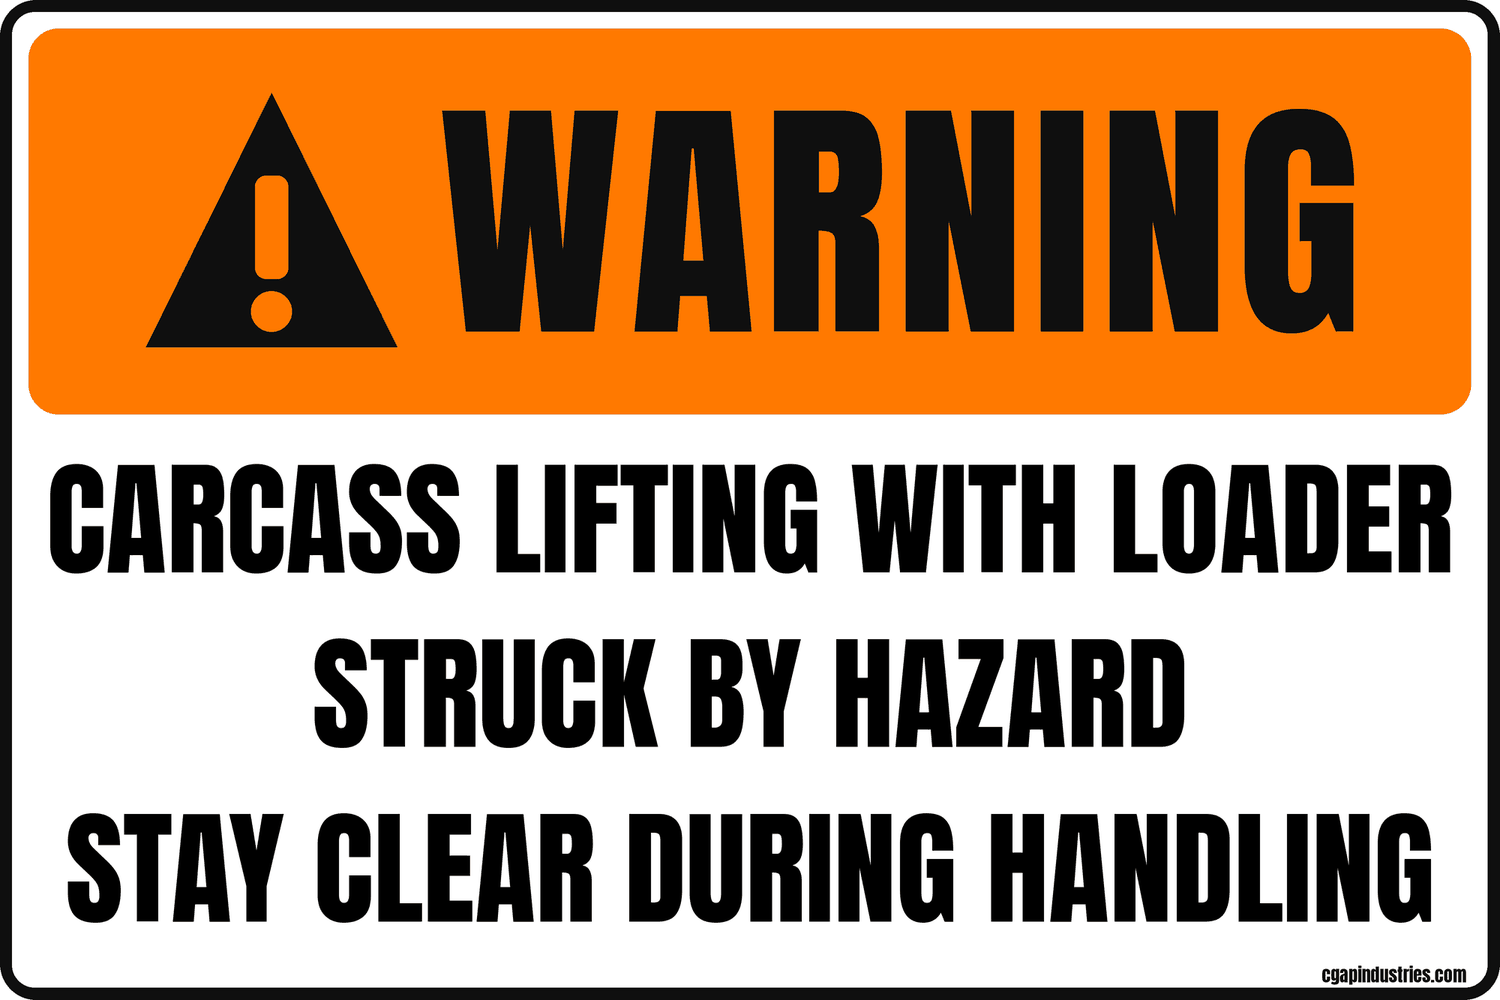 WARNING
CARCASS LIFTING WITH LOADER
STRUCK BY HAZARD
STAY CLEAR DURING HANDLING
cgapindustries.com